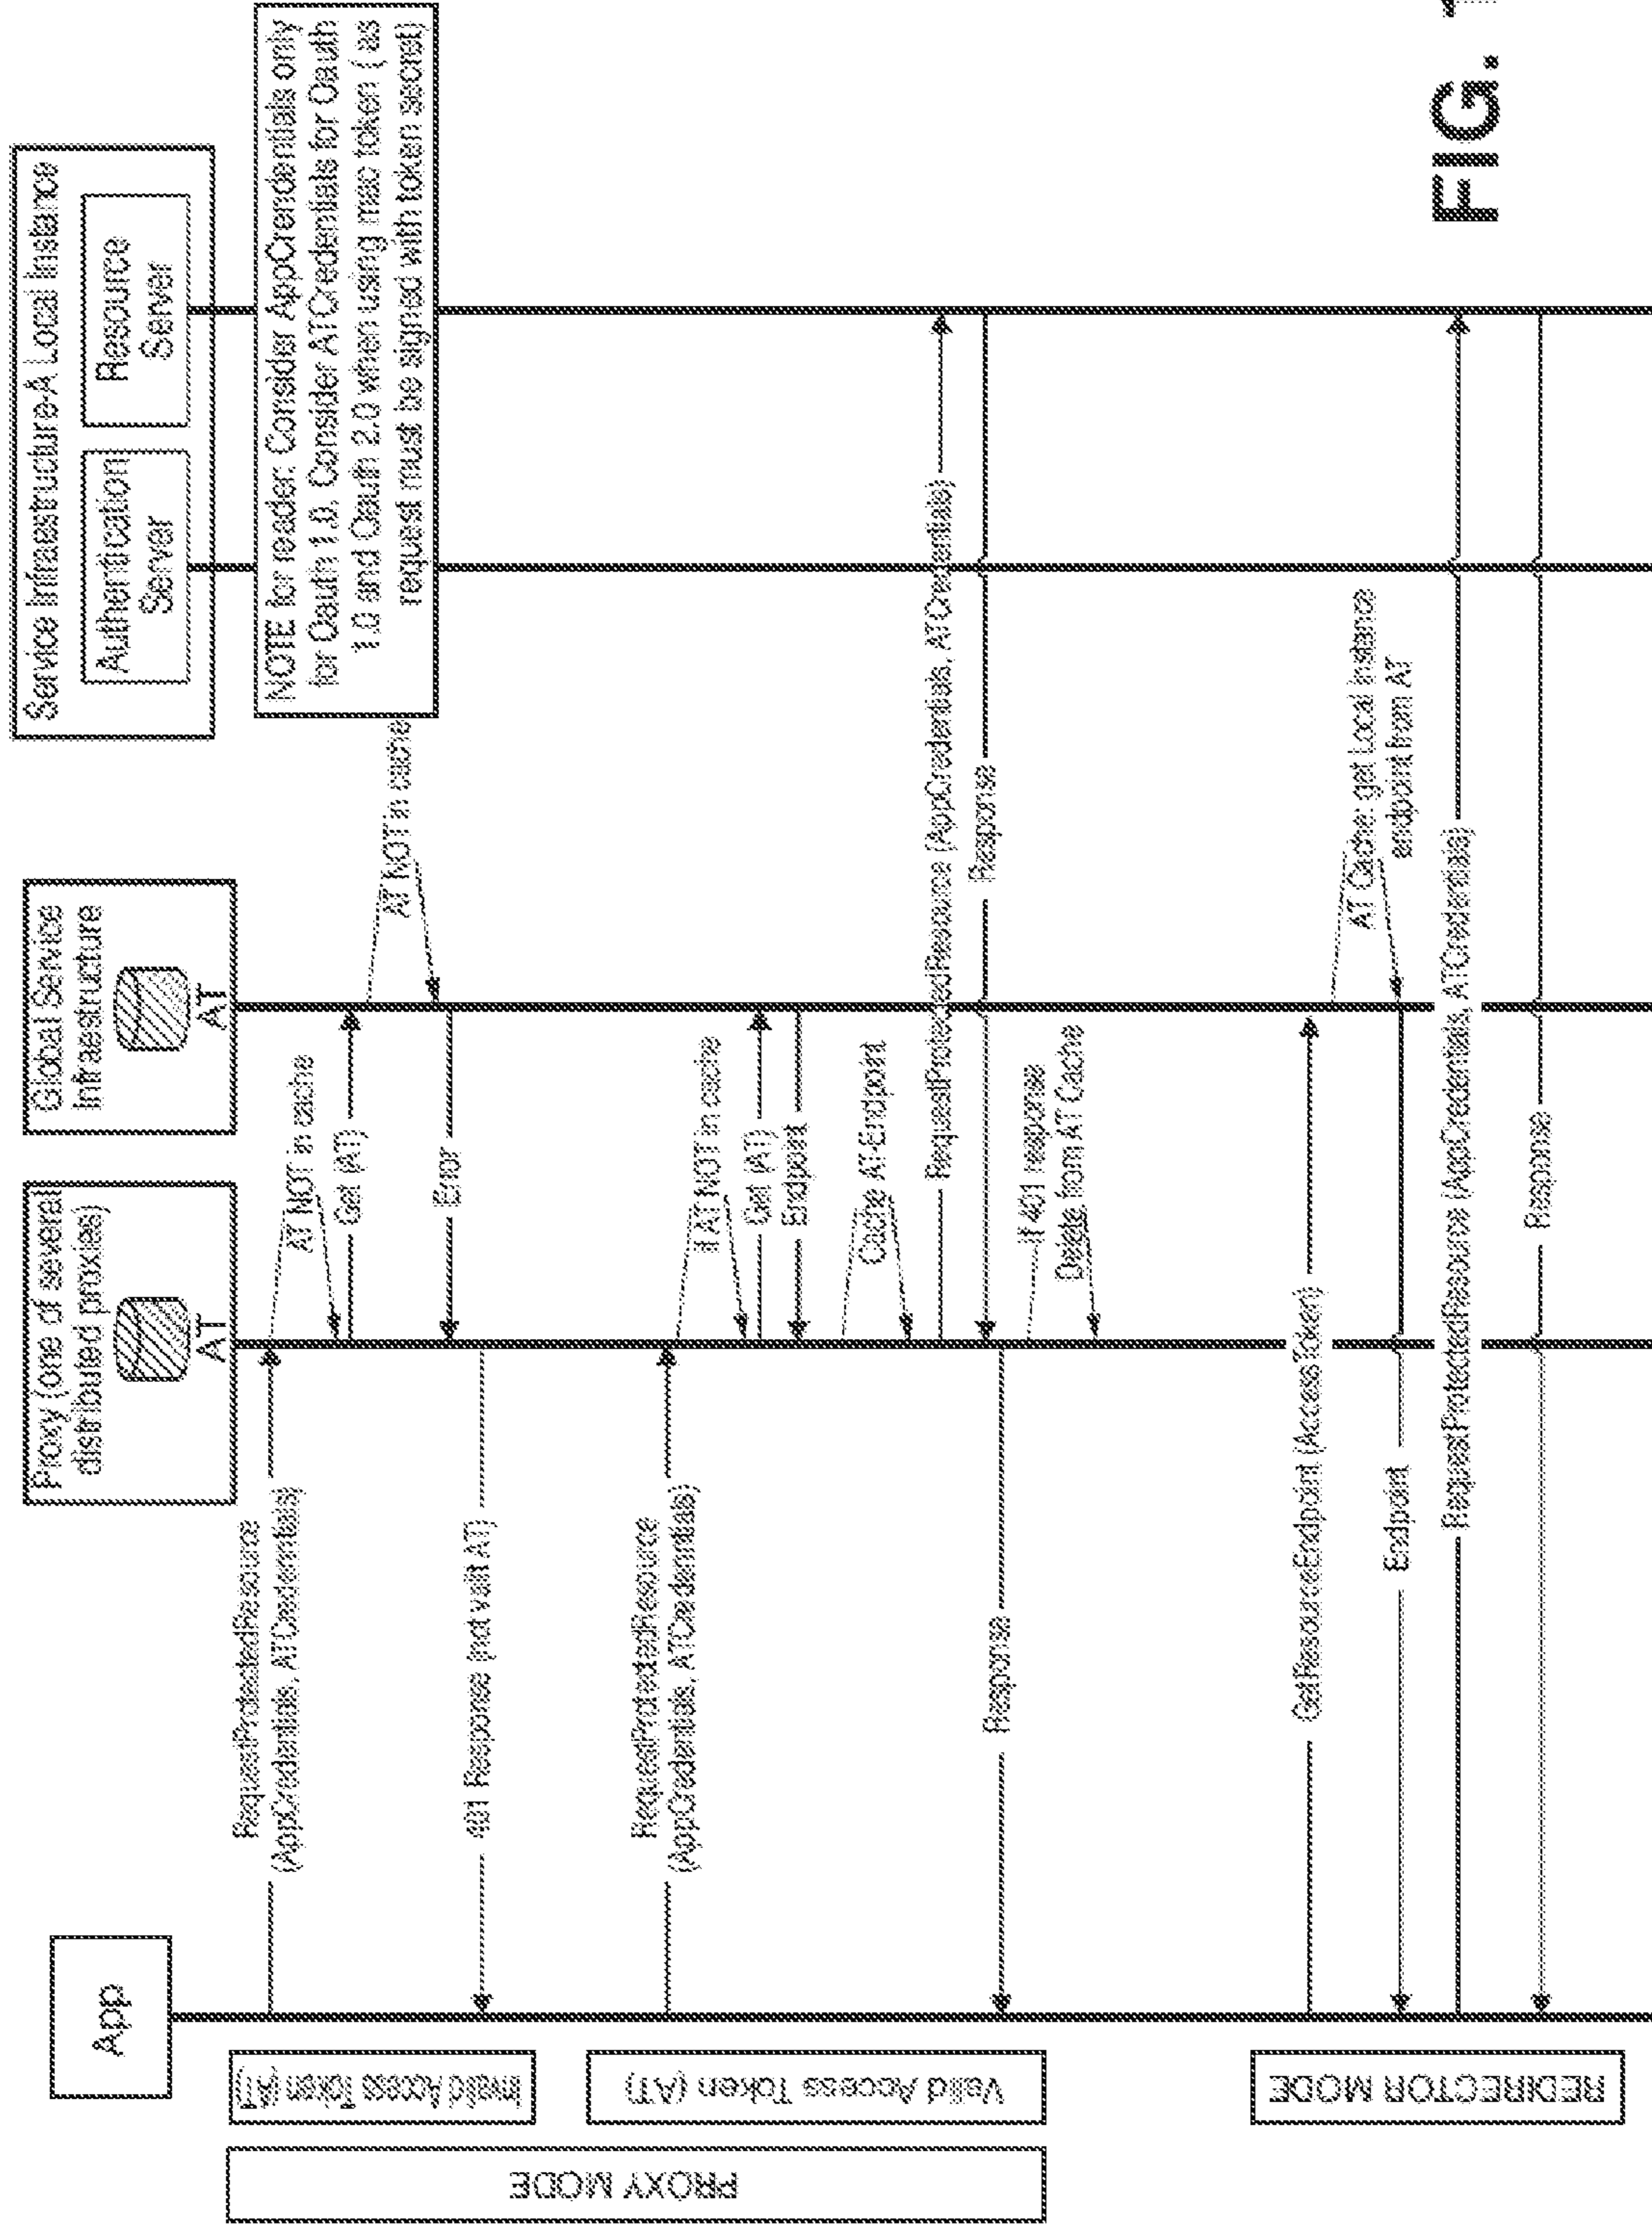 App
Proxy (one of several
distributed proxies)
AT
Global Service
Infraestructure
AT
Service Infraestructure-A Local Instance
Authentication
Server
Resource
Server
NOTE for reader: Consider AppCrendentials only
for Oauth 1.0. Consider ATCredentials for Oauth
1.0 and Oauth 2.0 when using mac token ( as
request must be signed with token secret)
PROXY MODE
Invalid Access Token (AT)
RequestProtectedResource
(AppCredentials, ATCredentials)
AT NOT in cache
Get (AT)
AT NOT in cache
Error
401 Response (not valit AT)
Valid Access Token (AT)
RequestProtectedResource
(AppCredentials, ATCredentials)
If AT NOT in cache
Get (AT)
Endpoint
Cache AT-Endpoint
RequestProtectedResource (AppCredentials, ATCredentials)
Response
Response
If 401 response
Delete from AT Cache
REDIRECTOR MODE
GetResourceEndpoint (AccessToken)
AT Cache: get Local Instance
endpoint from AT
Endpoint
RequestProtectedResource (AppCredentials, ATCredentials)
Response
FIG. 1